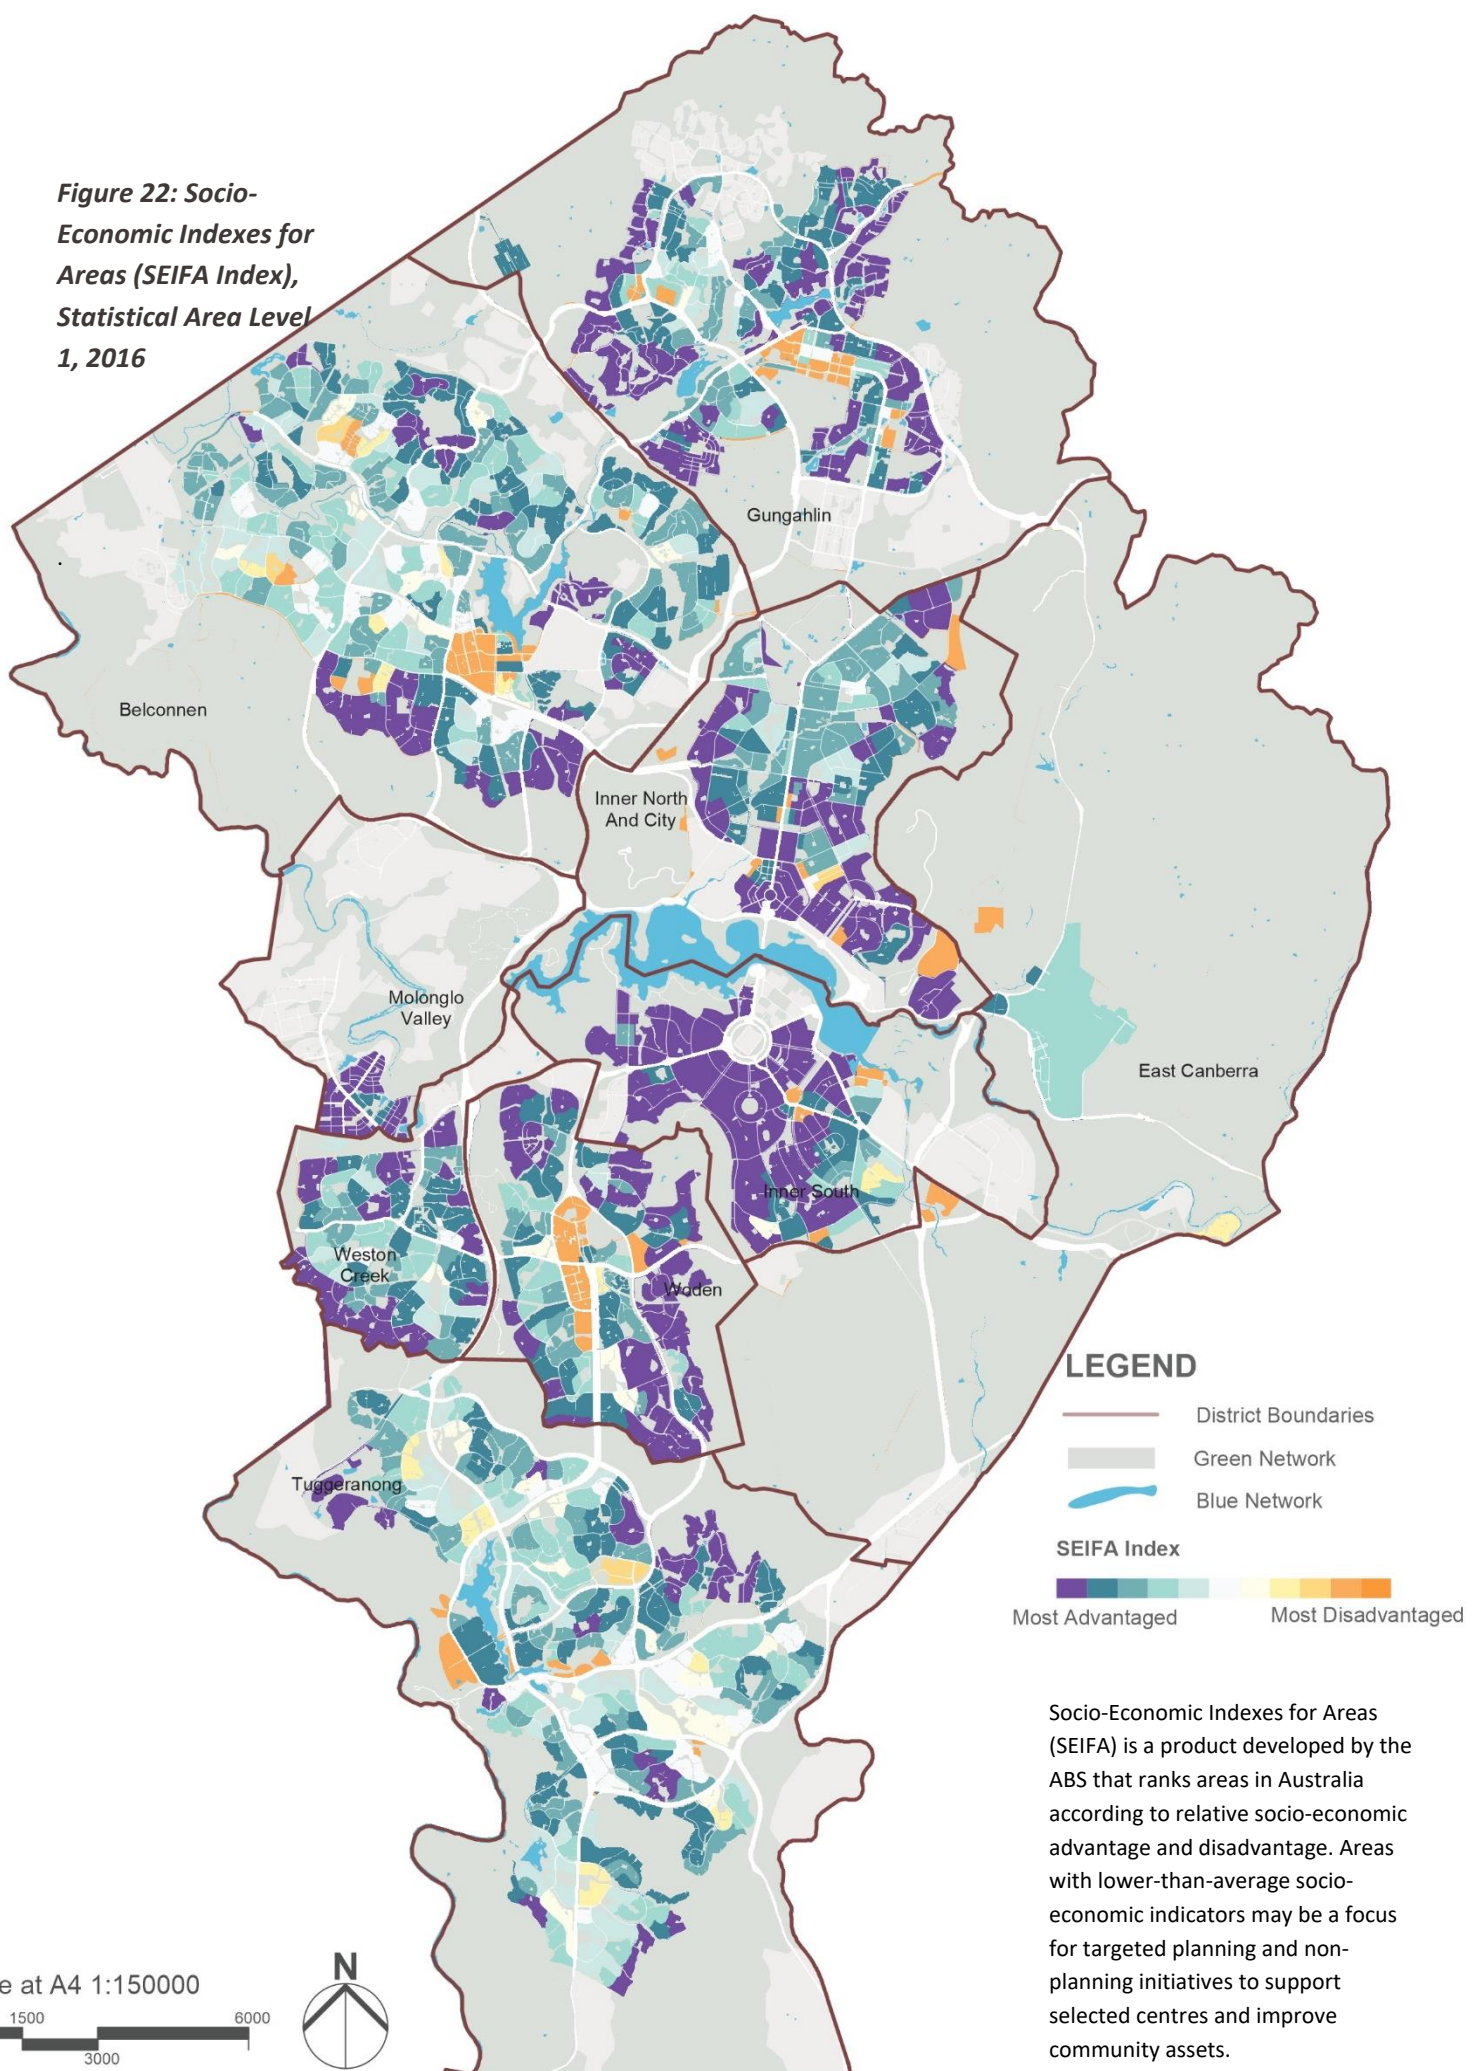 Figure 22: Socio-
Economic Indexes for
Areas (SEIFA Index),
Statistical Area Level
1, 2016
.
Gungahlin
Belconnen
Inner North
And City
Molonglo
Valley
East Canberra
Inner South
Weston
Creek
Woden
Tuggeranong
LEGEND
District Boundaries
Green Network
Blue Network
SEIFA Index
Most Advantaged
Most Disadvantaged
Socio-Economic Indexes for Areas
(SEIFA) is a product developed by the
ABS that ranks areas in Australia
according to relative socio-economic
advantage and disadvantage. Areas
with lower-than-average socio-
economic indicators may be a focus
for targeted planning and non-
planning initiatives to support
selected centres and improve
community assets.
e at A4 1:150000
1500
6000
3000
N